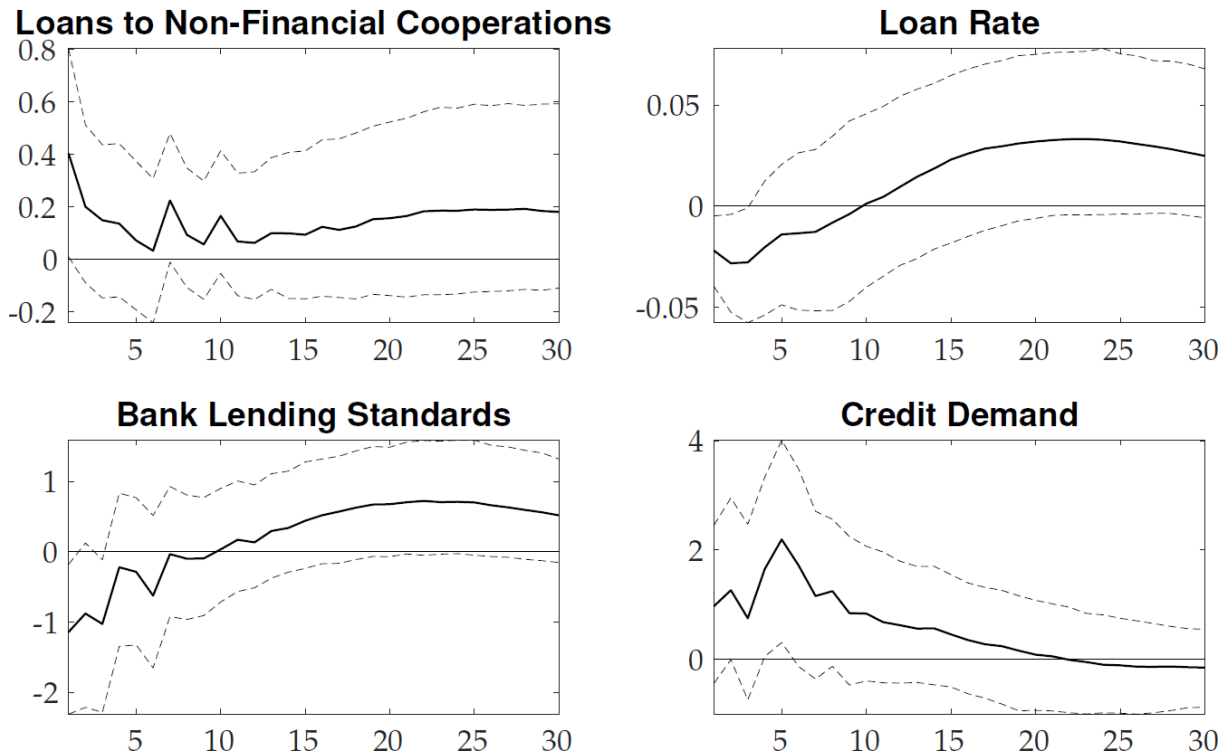 Loans to Non-Financial Cooperations
0.8
0.6
0.4
0.2
0
-0.2
5 10 15 20 25 30
Loan Rate
0.05
0
-0.05
5 10 15 20 25 30
Bank Lending Standards
1
0
-1
-2
5 10 15 20 25 30
Credit Demand
4
2
0
5 10 15 20 25 30